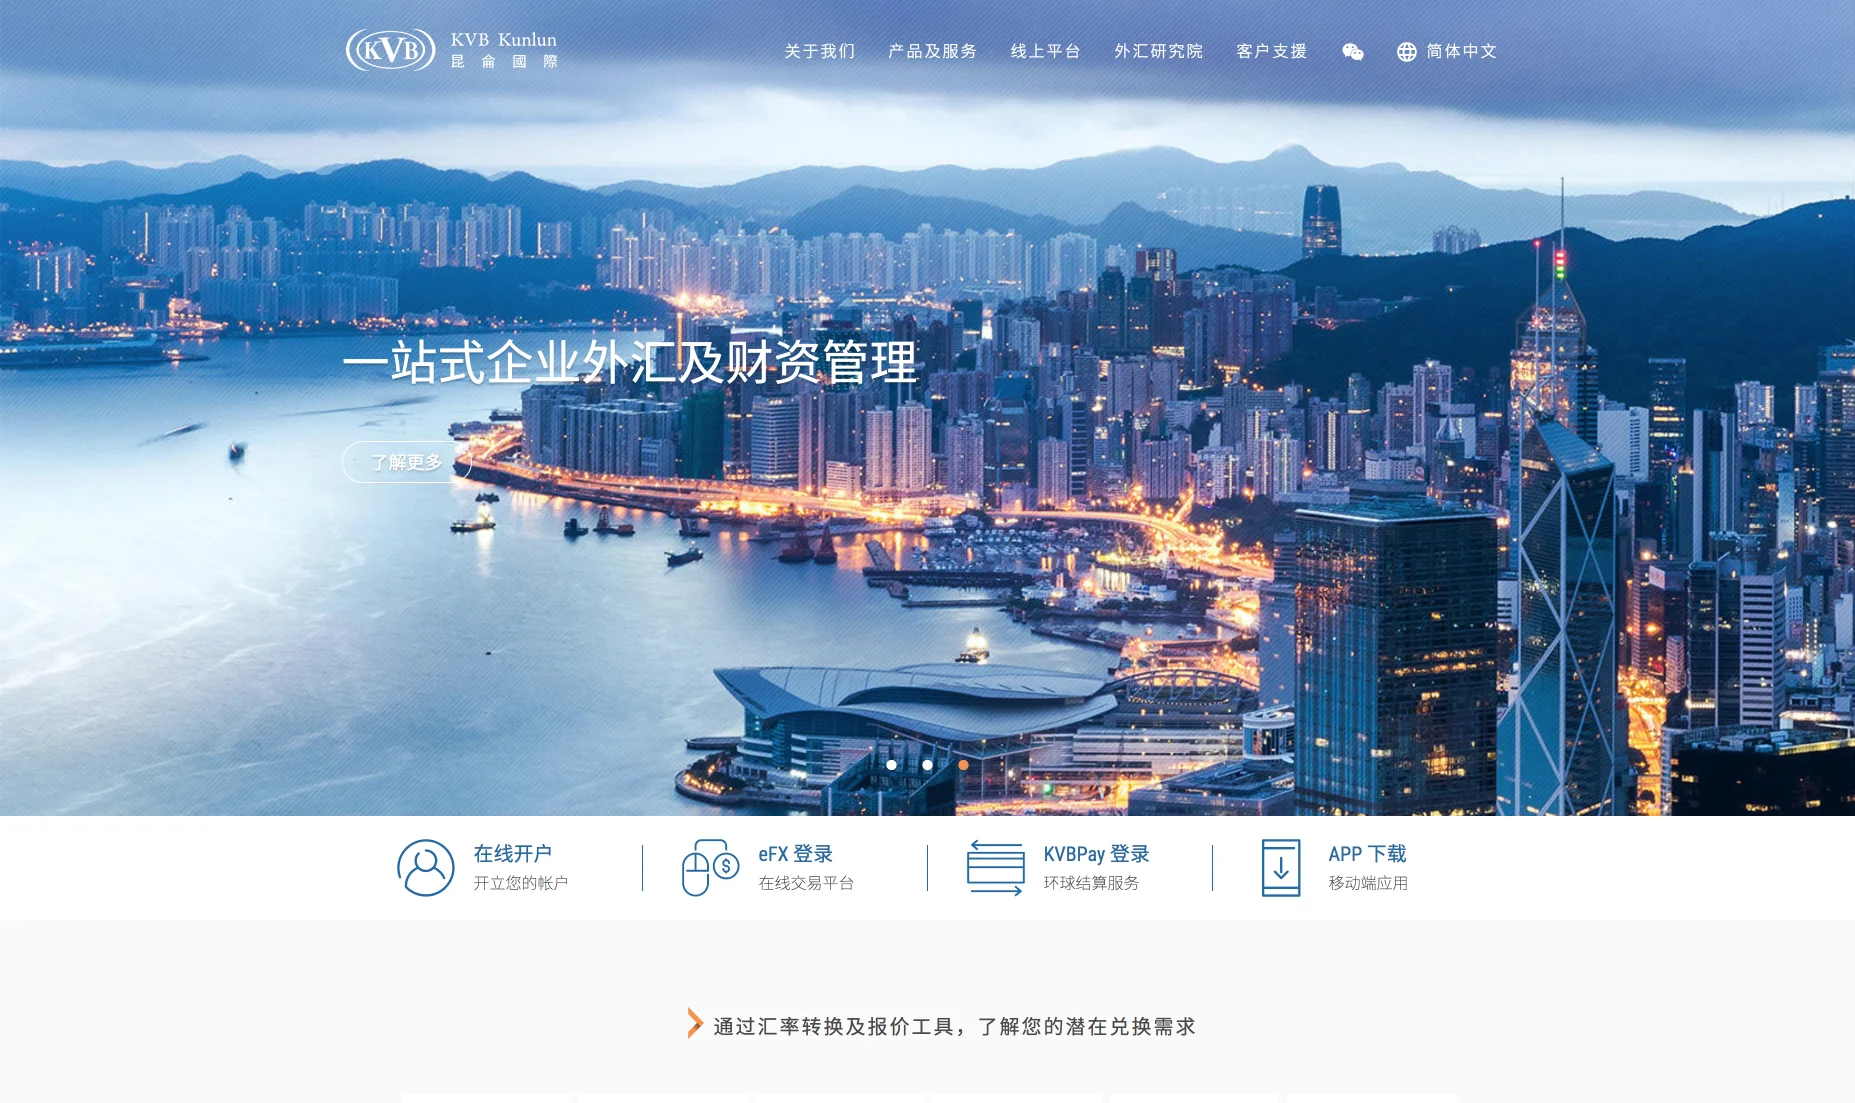 KVB
KVB Kunlun
昆侖國際
关于我们
产品及服务
线上平台
外汇研究院
客户支援
简体中文
一站式企业外汇及财资管理
了解更多
在线开户
开立您的帐户
eFX 登录
在线交易平台
KVBPay 登录
环球结算服务
APP 下载
移动端应用
通过汇率转换及报价工具，了解您的潜在兑换需求